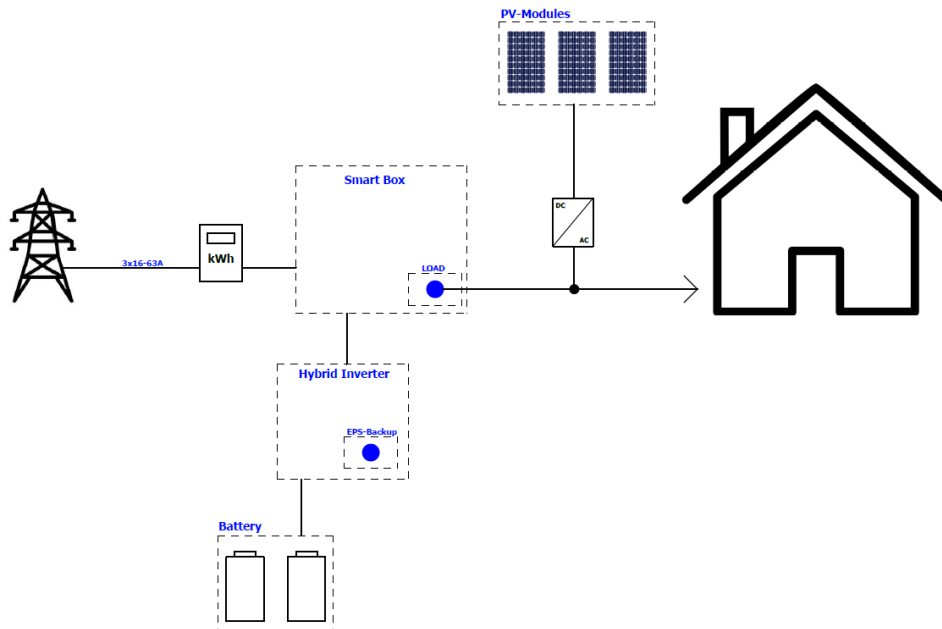 PV-Modules
Smart Box
DC
AC
kWh
3x16-63A
LOAD
Hybrid Inverter
EPS-Backup
Battery